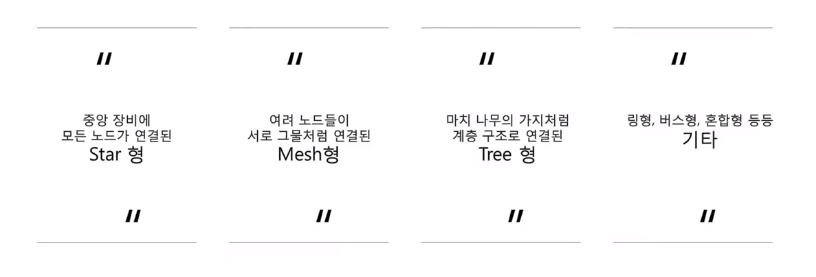 "
중앙 장비에
모든 노드가 연결된
Star 형
"
"
여려 노드들이
서로 그물처럼 연결된
Mesh형
"
"
마치 나무의 가지처럼
계층 구조로 연결된
Tree 형
"
"
링형, 버스형, 혼합형 등등
기타
"